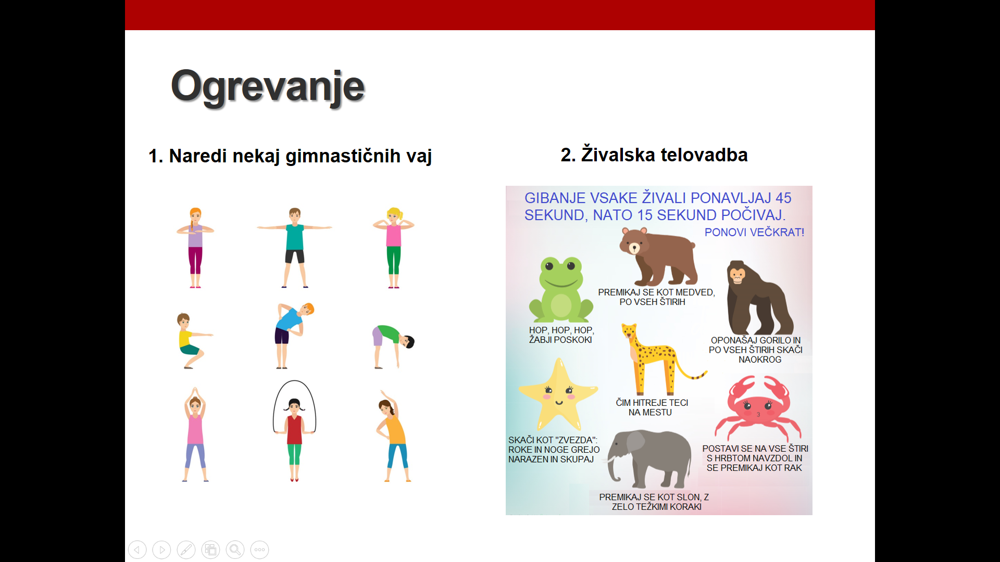 Ogrevanje
1. Naredi nekaj gimnastičnih vaj
2. Živalska telovadba
GIBANJE VSAKE ŽIVALI PONAVLJAJ 45
SEKUND, NATO 15 SEKUND POČIVAJ.
PONOVI VEČKRAT!
PREMIKAJ SE KOT MEDVED,
PO VSEH ŠTIRIH
HOP, HOP, HOP,
ŽABJI POSKOKI
OPONAŠAJ GORILO IN
PO VSEH ŠTIRIH SKAČI
NAOKROG
ČIM HITREJE TECI
NA MESTU
SKAČI KOT "ZVEZDA":
ROKE IN NOGE GREJO
NARAZEN IN SKUPAJ
POSTAVI SE NA VSE ŠTIRI
S HRBTOM NAVZDOL IN
SE PREMIKAJ KOT RAK
PREMIKAJ SE KOT SLON, Z
ZELO TEŽKIMI KORAKI